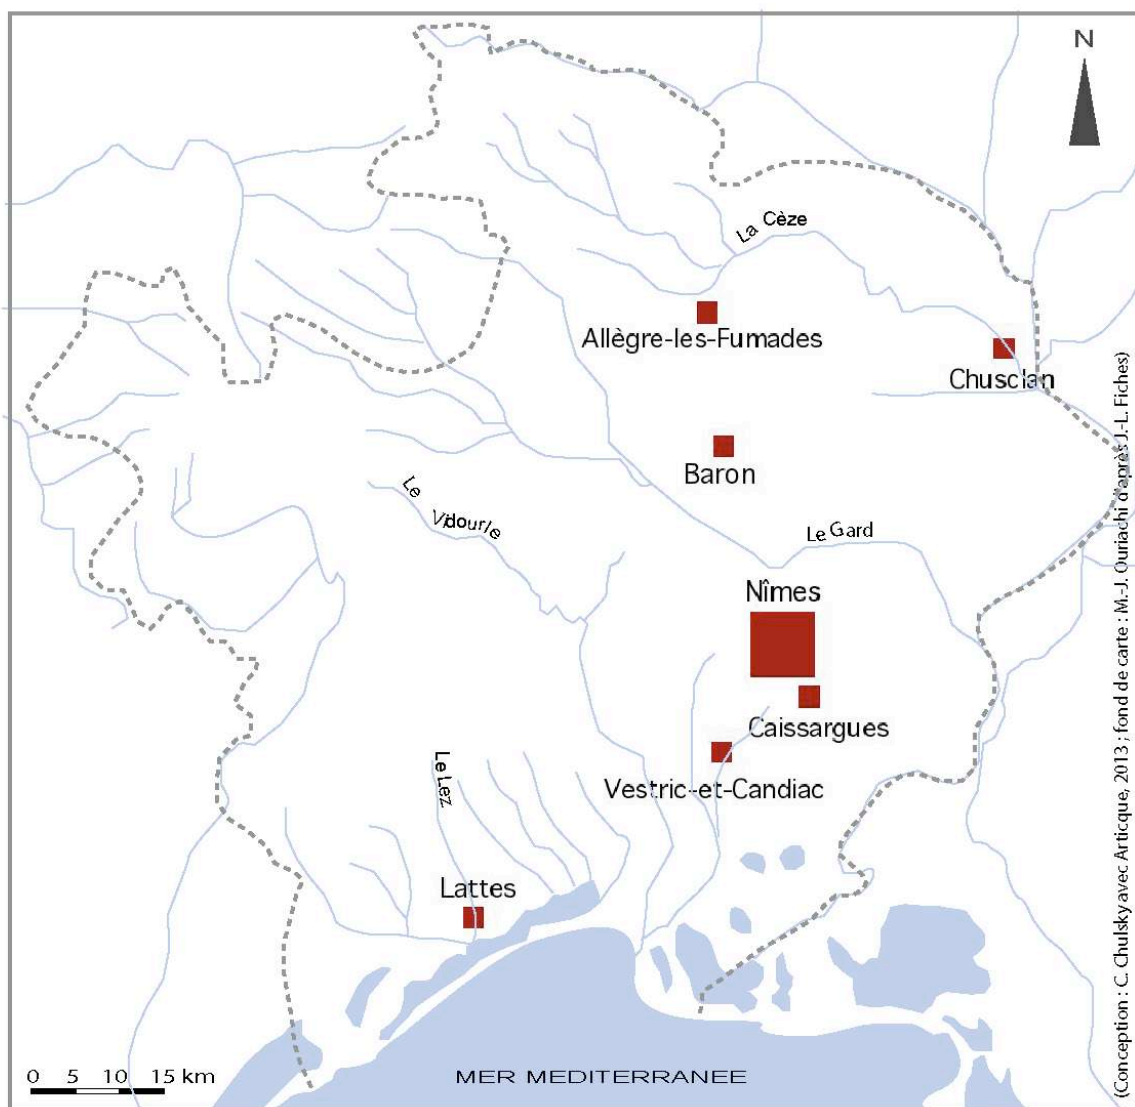 N
La Cèze
Allègre-les-Fumades
Chusclan
Baron
Le Vidourle
Le Gard
Nîmes
Caissargues
Vestric-et-Candiac
Le Lez
Lattes
0 5 10 15 km
MER MEDITERRANEE
(Conception : C. Chulsky avec Articque, 2013 ; fond de carte : M.-J. Ouriachi d'après J.-L. Fiches)